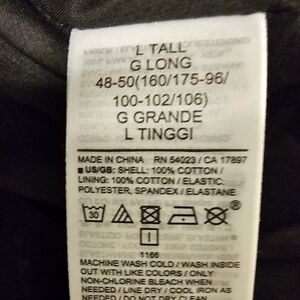 L TALL
G LONG
48-50(160/175-96/
100-102/106)
G GRANDE
L TINGGI
MADE IN CHINA RN 54023 / CA 17897
■ US/GB: SHELL: 100% COTTON /
LINING: 100% COTTON / ELASTIC:
POLYESTER, SPANDEX / ELASTANE
30
®
I
1166
MACHINE WASH COLD / WASH INSIDE
OUT WITH LIKE COLORS / ONLY
NON-CHLORINE BLEACH WHEN
NEEDED / LINE DRY / COOL IRON AS
NEEDED / DO NOT DRY CLEAN